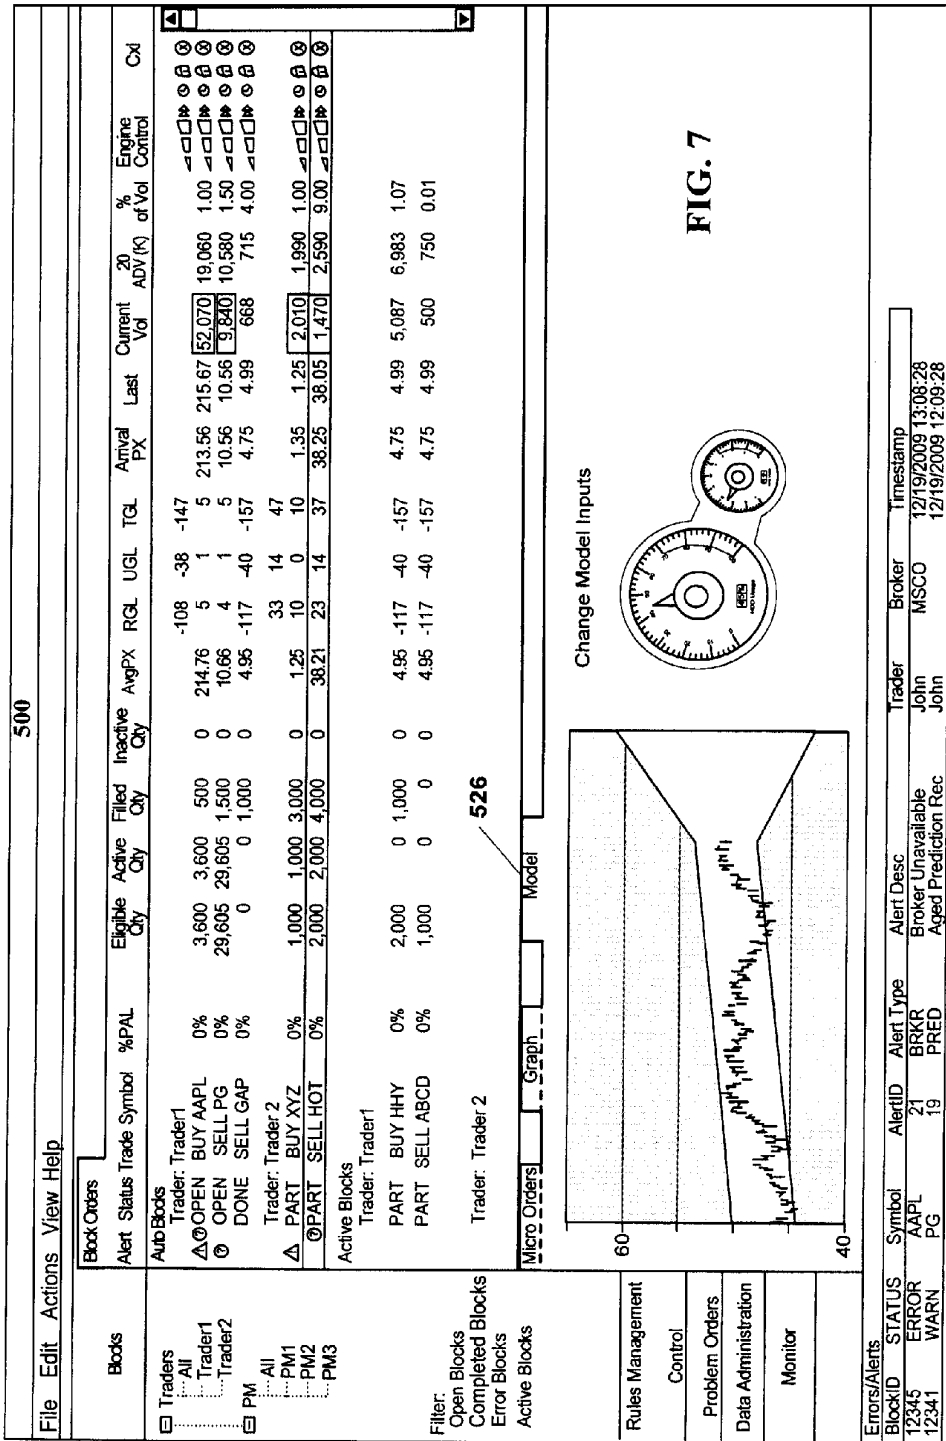 500
File Edit Actions View Help
Blocks
Block Orders
Alert Status Trade Symbol %PAL Eligible Qty Active Qty Filled Qty Inactive Qty AvgPX RGL UGL TGL Arrival PX Last Current Vol 20 ADV (K) % of Vol Engine Control Cxl
Auto Blocks
Trader: Trader1 -108 -38 -147
OPEN BUY AAPL 0% 3,600 3,600 500 0 214.76 5 1 5 213.56 215.67 52,070 19,060 1.00
OPEN SELL PG 0% 29,605 29,605 1,500 0 10.66 4 1 5 10.56 10.56 9,840 10,580 1.50
DONE SELL GAP 0% 0 0 1,000 0 4.95 -117 -40 -157 4.75 4.99 668 715 4.00
Trader: Trader 2 33 14 47
PART BUY XYZ 0% 1,000 1,000 3,000 0 1.25 10 0 10 1.35 1.25 2,010 1,990 1.00
PART SELL HOT 0% 2,000 2,000 4,000 0 38.21 23 14 37 38.25 38.05 1,470 2,590 9.00
Active Blocks
Trader: Trader1
PART BUY HHY 0% 2,000 0 1,000 0 4.95 -117 -40 -157 4.75 4.99 5,087 6,983 1.07
PART SELL ABCD 0% 1,000 0 0 0 4.95 -117 -40 -157 4.75 4.99 500 750 0.01
Trader: Trader 2
Traders
All
Trader1
Trader2
PM
All
PM1
PM2
PM3
Filter:
Open Blocks
Completed Blocks
Error Blocks
Active Blocks
526
Micro Orders Graph Model
60
40
Change Model Inputs
FIG. 7
Rules Management
Control
Problem Orders
Data Administration
Monitor
Errors/Alerts
BlockID STATUS Symbol AlertID Alert Type Alert Desc Trader Broker Timestamp
12345 ERROR AAPL 21 BRKR Broker Unavailable John MSCO 12/19/2009 13:08:28
12341 WARN PG 19 PRED Aged Prediction Rec John 12/19/2009 12:09:28